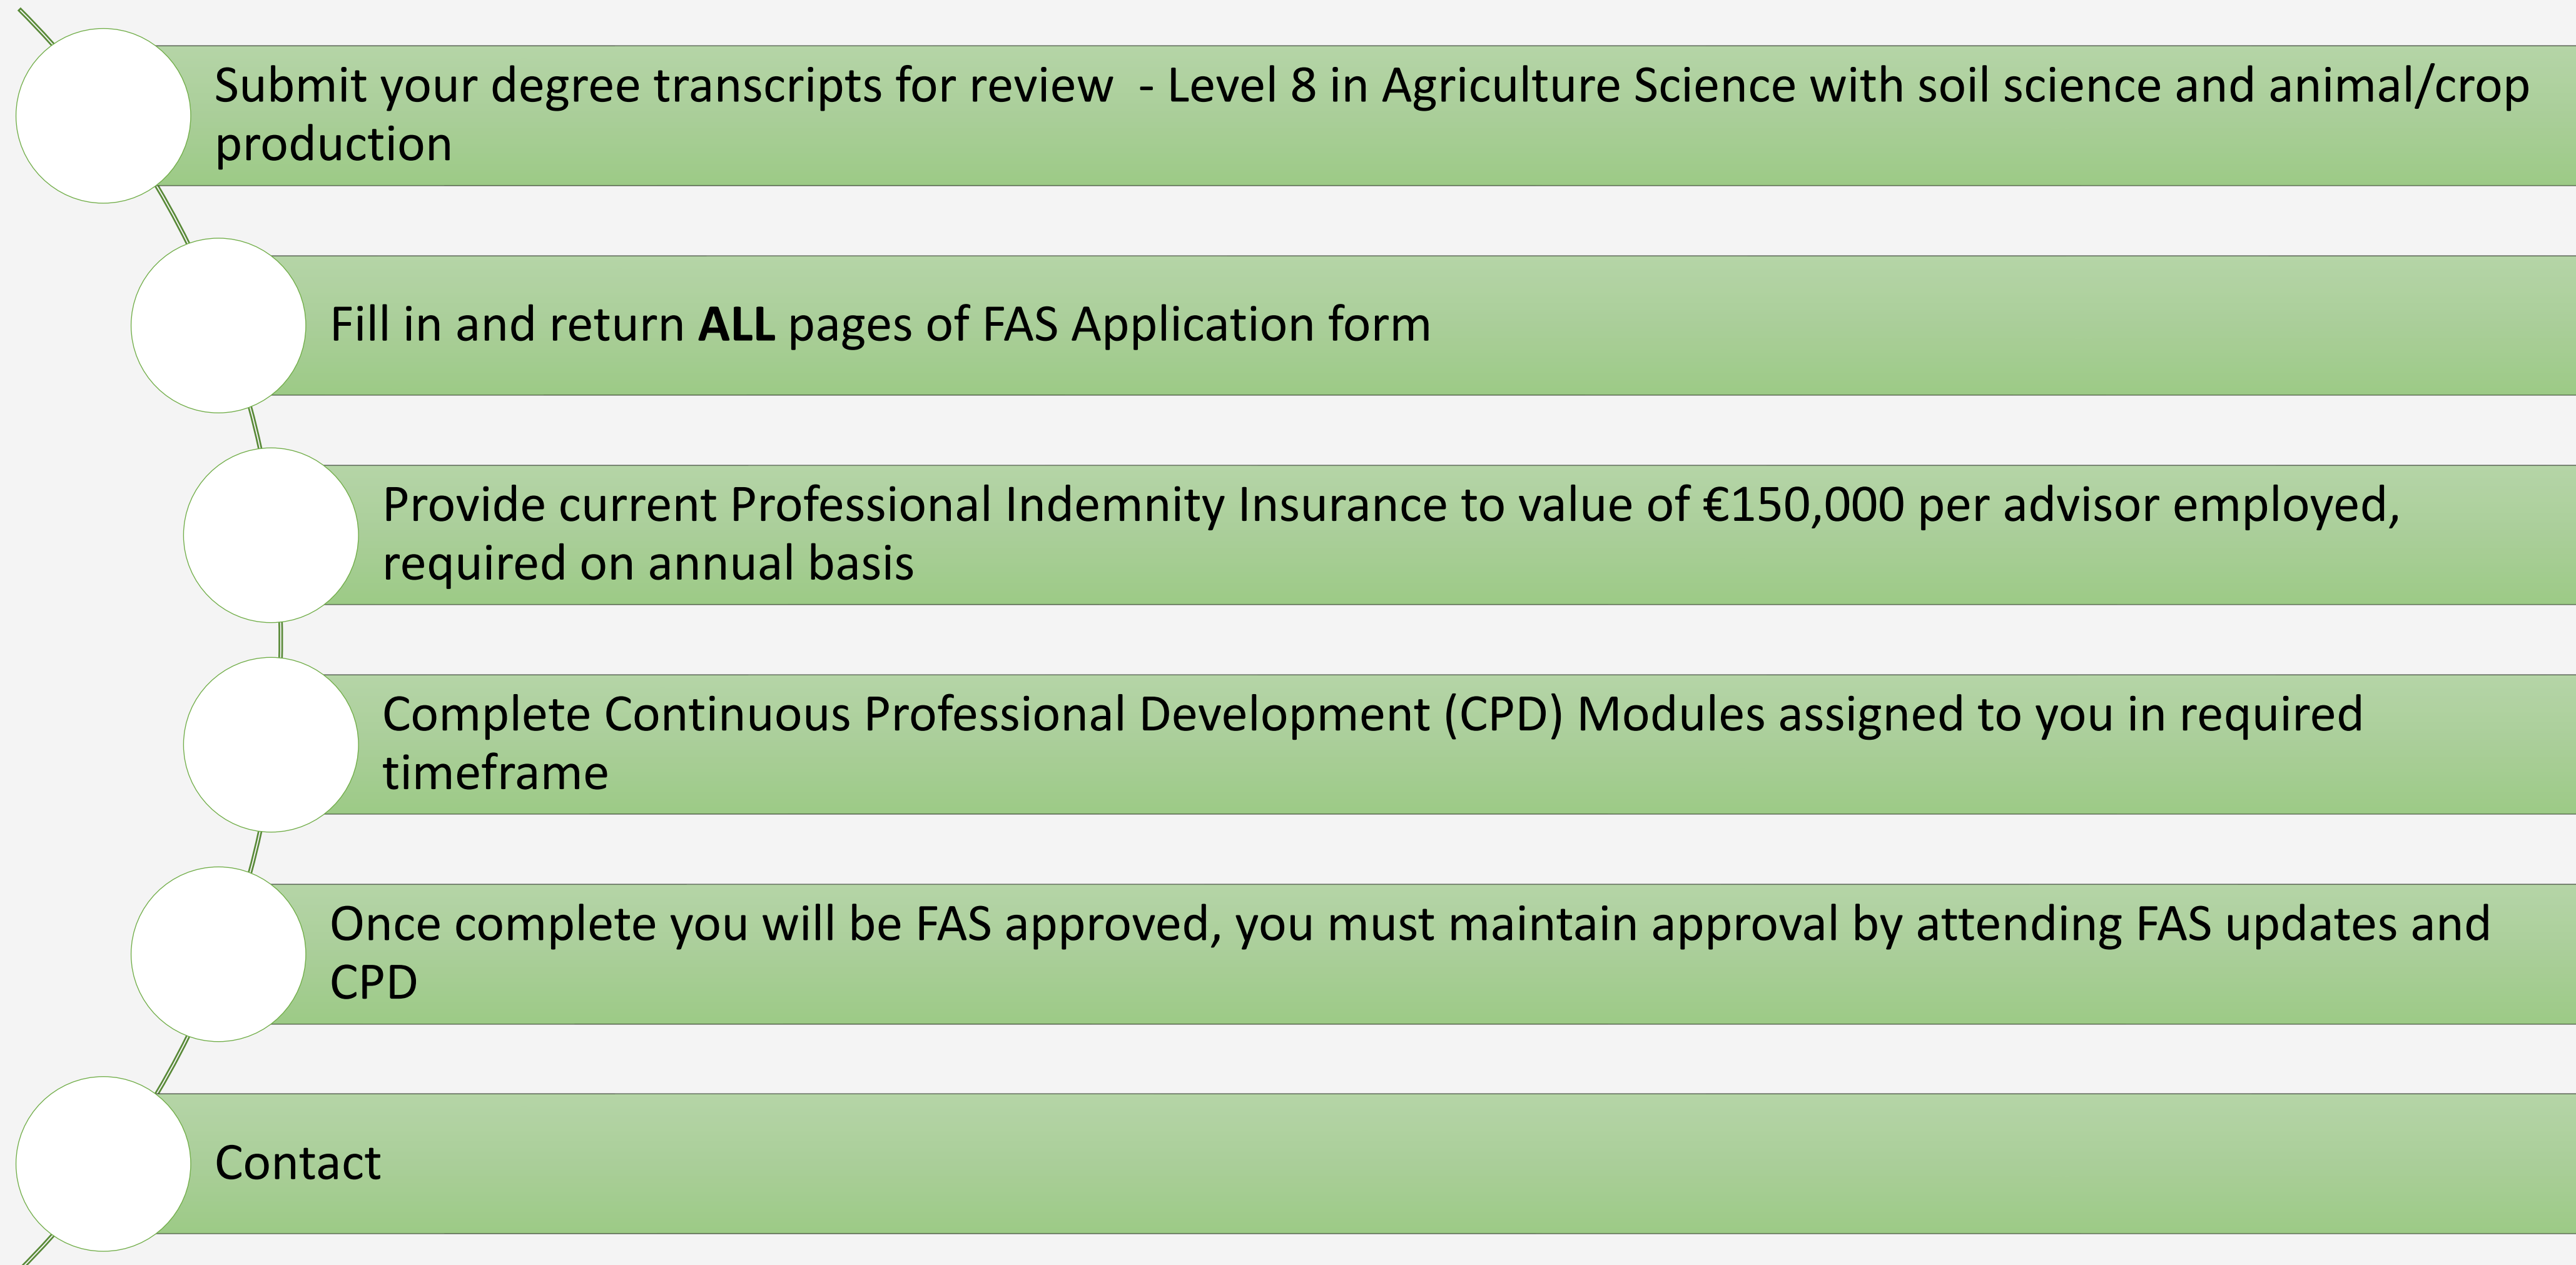 Submit your degree transcripts for review  - Level 8 in Agriculture Science with soil science and animal/crop
production
Fill in and return ALL pages of FAS Application form
Provide current Professional Indemnity Insurance to value of €150,000 per advisor employed,
required on annual basis
Complete Continuous Professional Development (CPD) Modules assigned to you in required
timeframe
Once complete you will be FAS approved, you must maintain approval by attending FAS updates and
CPD
Contact